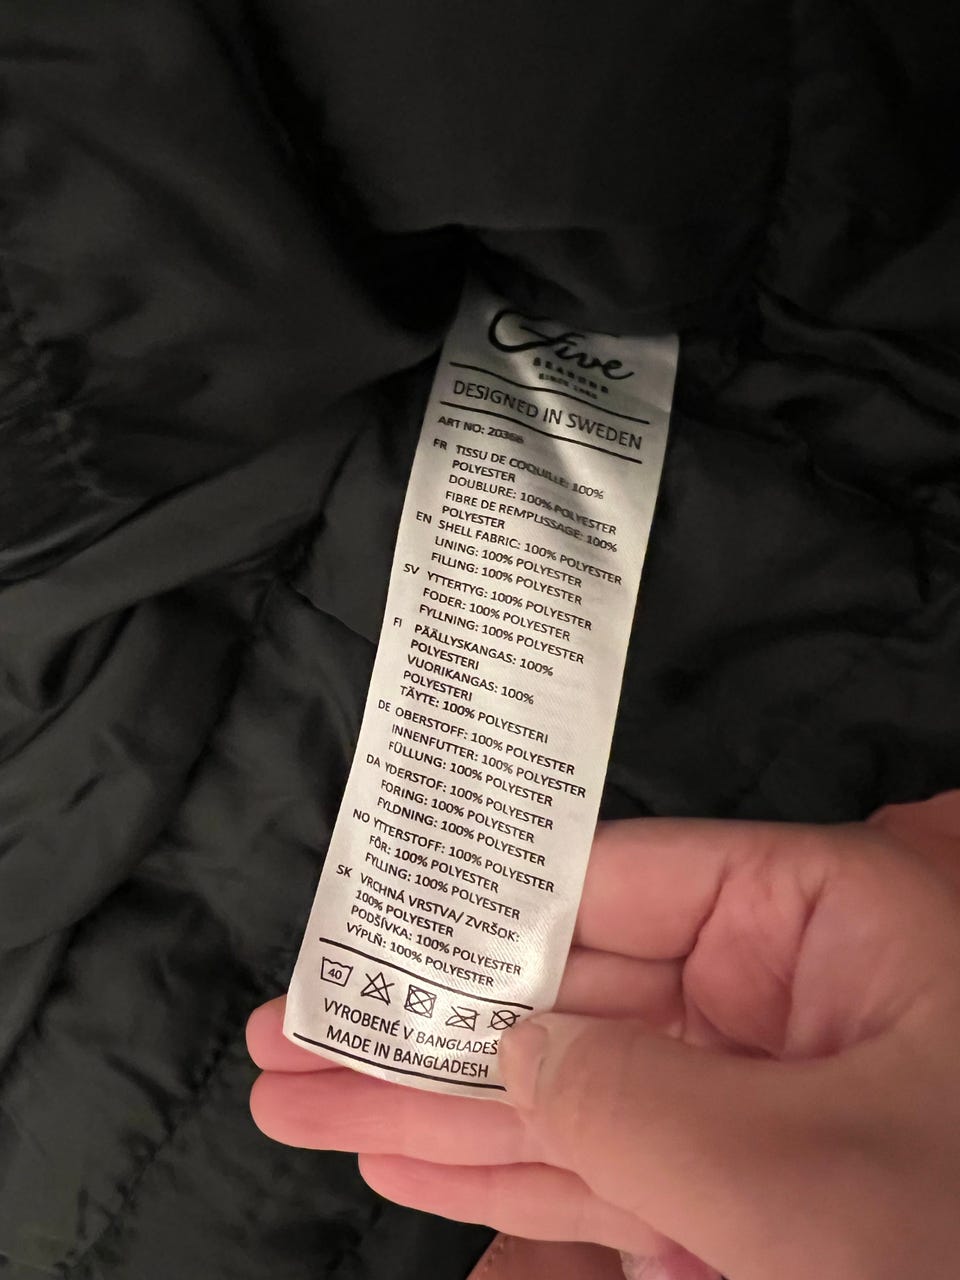 Five
SEASONS
DESIGNED IN SWEDEN
ART NO:
FR TISSU DE COQUILLE: 100%
POLYESTER
DOUBLURE: 100% POLYESTER
FIBRE DE REMPLISSAGE: 100%
POLYESTER
EN SHELL FABRIC: 100% POLYESTER
LINING: 100% POLYESTER
FILLING: 100% POLYESTER
SV YTTERTYG: 100% POLYESTER
FODER: 100% POLYESTER
FYLLNING: 100% POLYESTER
FI PÄÄLLYSKANGAS: 100%
POLYESTERI
VUORIKANGAS: 100%
POLYESTERI
TÄYTE: 100% POLYESTERI
DE OBERSTOFF: 100% POLYESTER
INNENFUTTER: 100% POLYESTER
FÜLLUNG: 100% POLYESTER
DA YDERSTOF: 100% POLYESTER
FORING: 100% POLYESTER
FYLDNING: 100% POLYESTER
NO YTTERSTOFF: 100% POLYESTER
FÔR: 100% POLYESTER
FYLLING: 100% POLYESTER
SK VRCHNÁ VRSTVA/ ZVRŠOK:
100% POLYESTER
PODŠÍVKA: 100% POLYESTER
VÝPLŇ: 100% POLYESTER
40
VYROBENÉ V BANGLADEŠ
MADE IN BANGLADESH